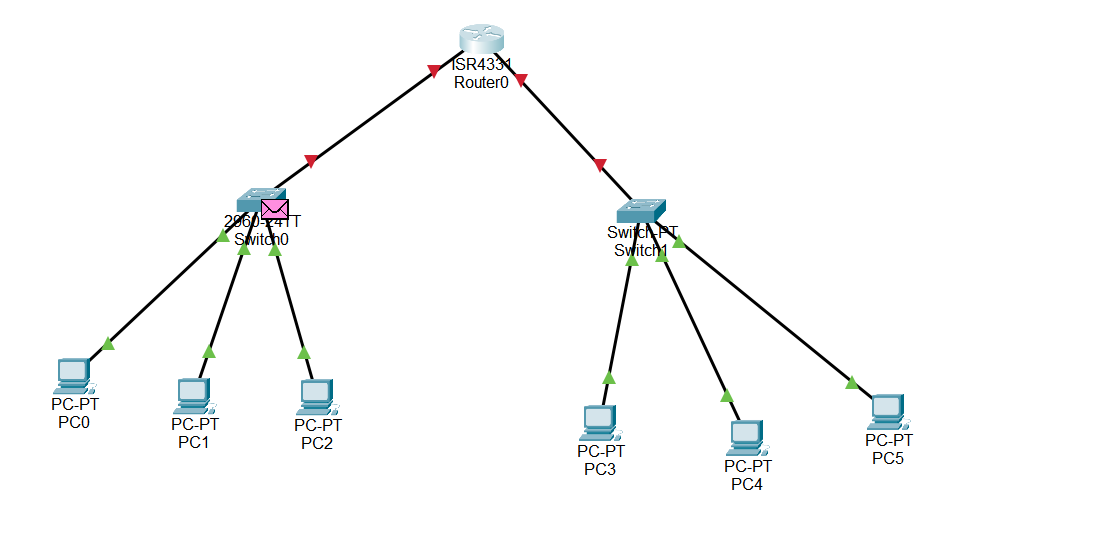 ISR4331
Router0
2960-24TT
Switch0
Switch-PT
Switch1
PC-PT
PC0
PC-PT
PC1
PC-PT
PC2
PC-PT
PC3
PC-PT
PC4
PC-PT
PC5